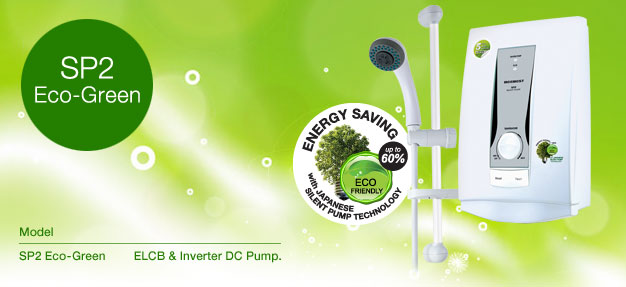 SP2
Eco-Green
ENERGY SAVING
up to
60%
ECO
FRIENDLY
with JAPANESE
SILENT PUMP TECHNOLOGY
Model
SP2 Eco-Green ELCB & Inverter DC Pump.